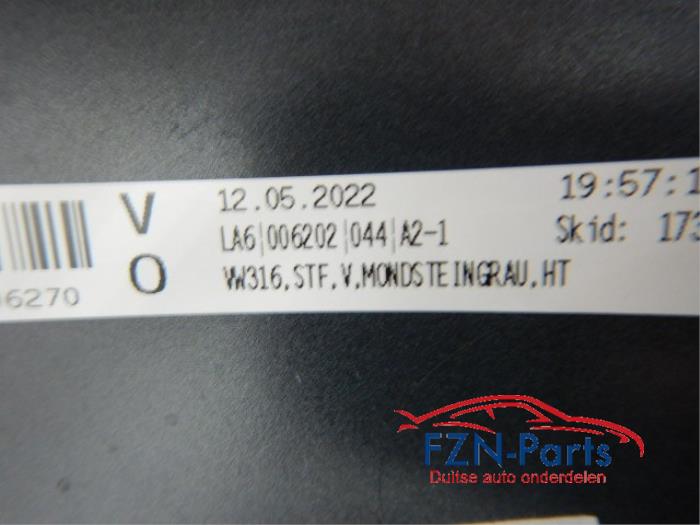 V 12.05.2022 19:57:1
LA6|006202|044|A2-1 Skid: 173
O VW316,STF,V,MONDSTEINGRAU,HT
6270
FZN-Parts
Duitse auto onderdelen